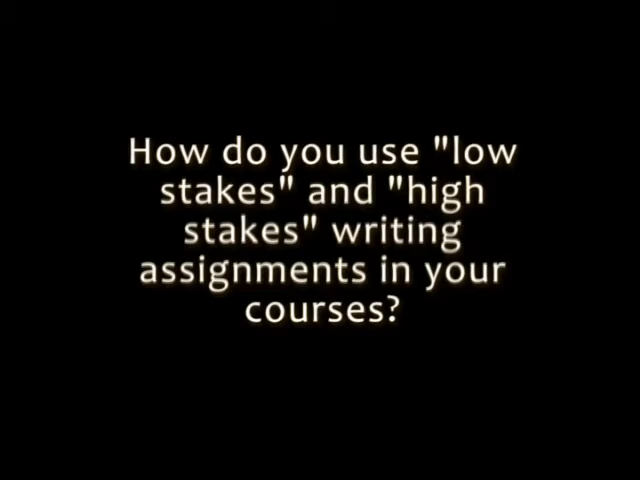 How do you use "low
stakes" and "high
stakes" writing
assignments in your
courses?